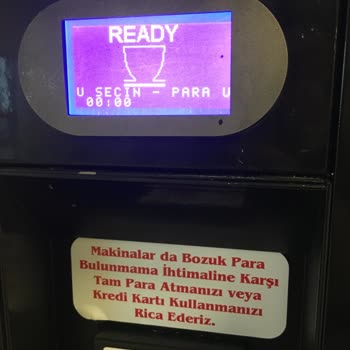 READY
U SEÇİN - PARA U
00:00
Makinalar da Bozuk Para
Bulunmama İhtimaline Karşı
Tam Para Atmanızı veya
Kredi Kartı Kullanmanızı
Rica Ederiz.